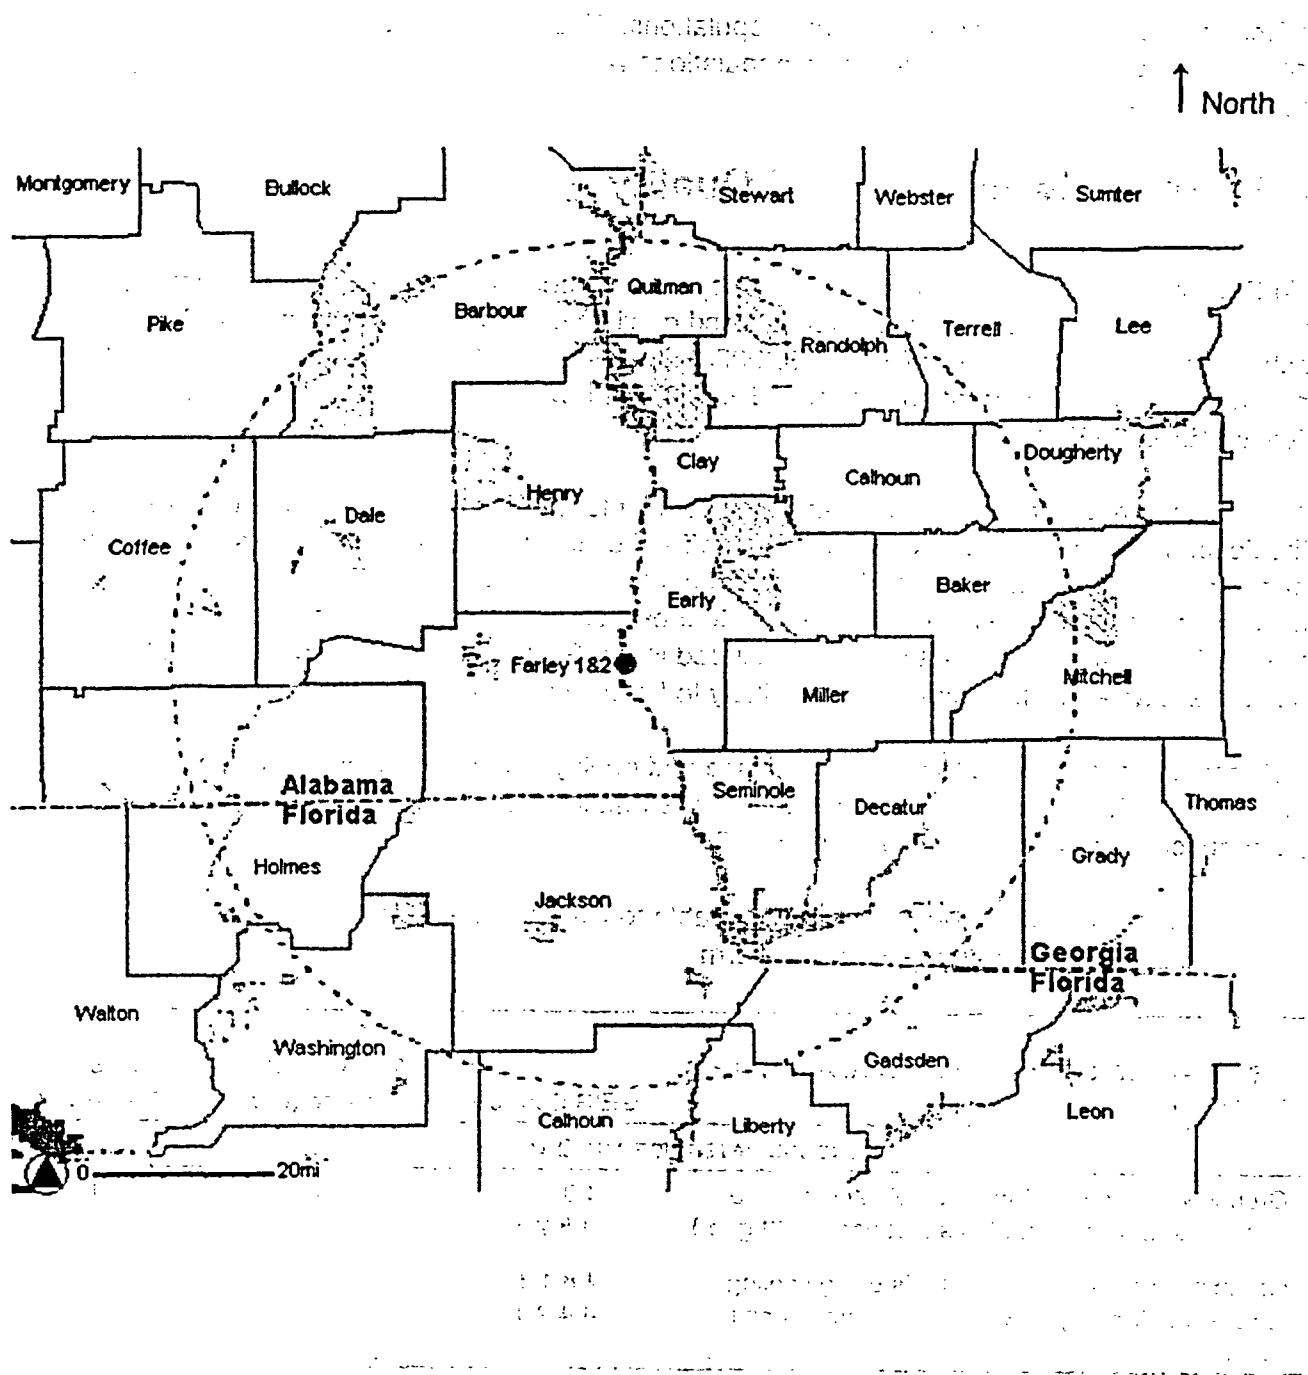 North
Montgomery
Bullock
Stewart
Webster
Sumter
Quitman
Pike
Barbour
Randolph
Terrell
Lee
Clay
Calhoun
Dougherty
Henry
Dale
Coffee
Early
Baker
Farley 1&2
Miller
Mitchell
Alabama
Florida
Seminole
Decatur
Thomas
Holmes
Grady
Jackson
Georgia
Florida
Walton
Washington
Gadsden
Calhoun
Liberty
Leon
0 20mi